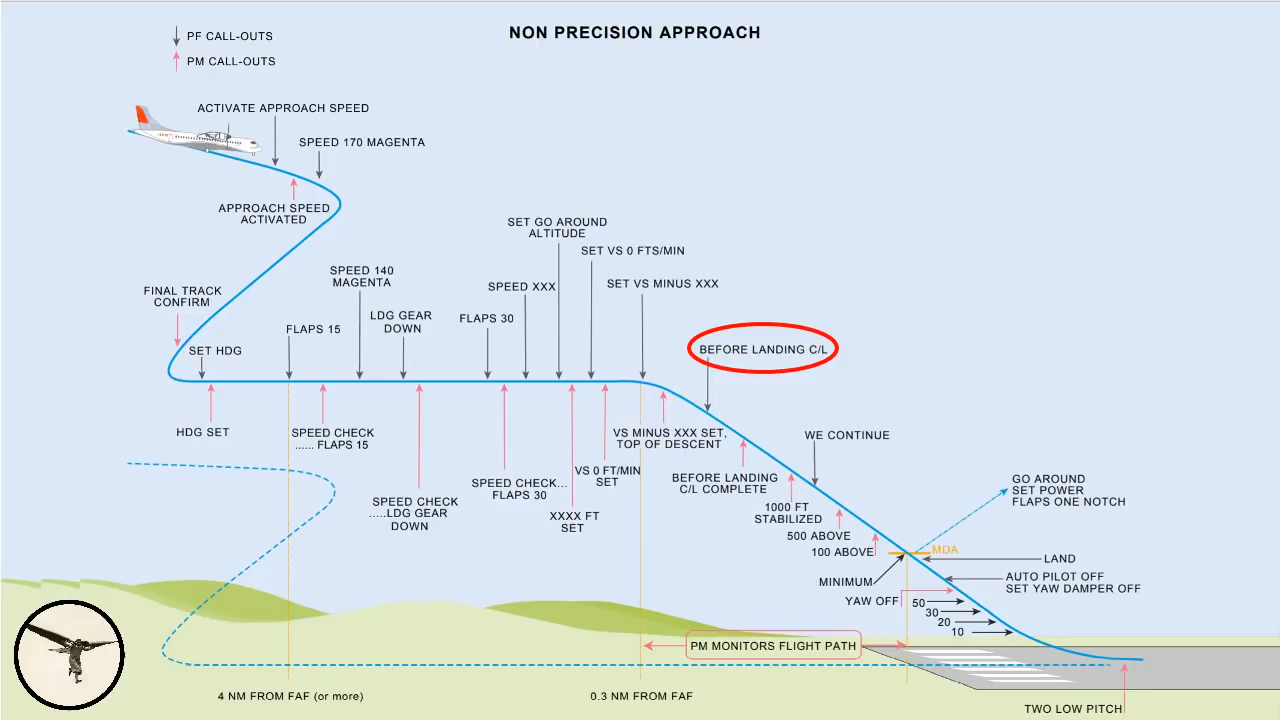 NON PRECISION APPROACH
PF CALL-OUTS
PM CALL-OUTS
ACTIVATE APPROACH SPEED
SPEED 170 MAGENTA
APPROACH SPEED
ACTIVATED
SET GO AROUND
ALTITUDE
SET VS 0 FTS/MIN
SPEED 140
MAGENTA
SPEED XXX
SET VS MINUS XXX
FINAL TRACK
CONFIRM
LDG GEAR
DOWN
FLAPS 15
FLAPS 30
SET HDG
BEFORE LANDING C/L
HDG SET
SPEED CHECK
...... FLAPS 15
VS MINUS XXX SET,
TOP OF DESCENT
WE CONTINUE
SPEED CHECK...
FLAPS 30
VS 0 FT/MIN
SET
BEFORE LANDING
C/L COMPLETE
GO AROUND
SET POWER
FLAPS ONE NOTCH
SPEED CHECK
.....LDG GEAR
DOWN
XXXX FT
SET
1000 FT
STABILIZED
500 ABOVE
100 ABOVE
MDA
LAND
MINIMUM
AUTO PILOT OFF
SET YAW DAMPER OFF
YAW OFF
50
30
20
10
PM MONITORS FLIGHT PATH
4 NM FROM FAF (or more)
0.3 NM FROM FAF
TWO LOW PITCH